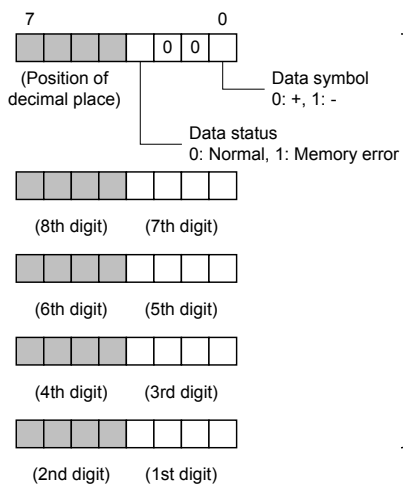 7 0
0 0
(Position of
decimal place)
Data symbol
0: +, 1: -
Data status
0: Normal, 1: Memory error
(8th digit) (7th digit)
(6th digit) (5th digit)
(4th digit) (3rd digit)
(2nd digit) (1st digit)